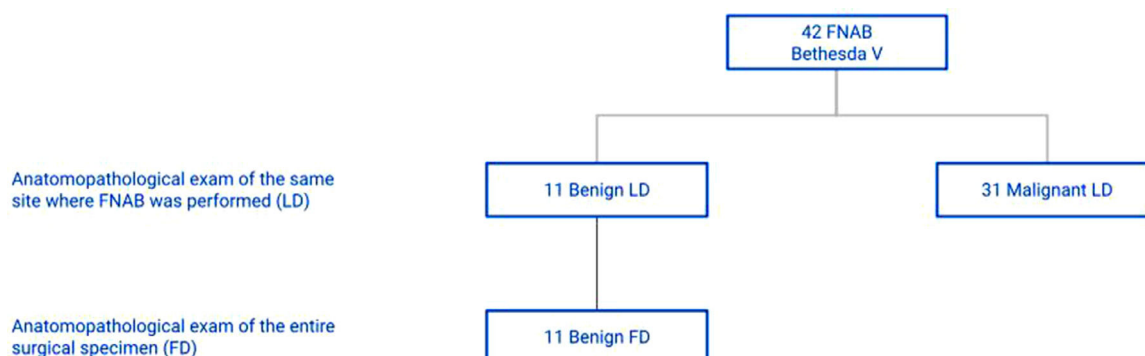 42 FNAB
Bethesda V
Anatomopathological exam of the same
site where FNAB was performed (LD)
11 Benign LD
31 Malignant LD
Anatomopathological exam of the entire
surgical specimen (FD)
11 Benign FD